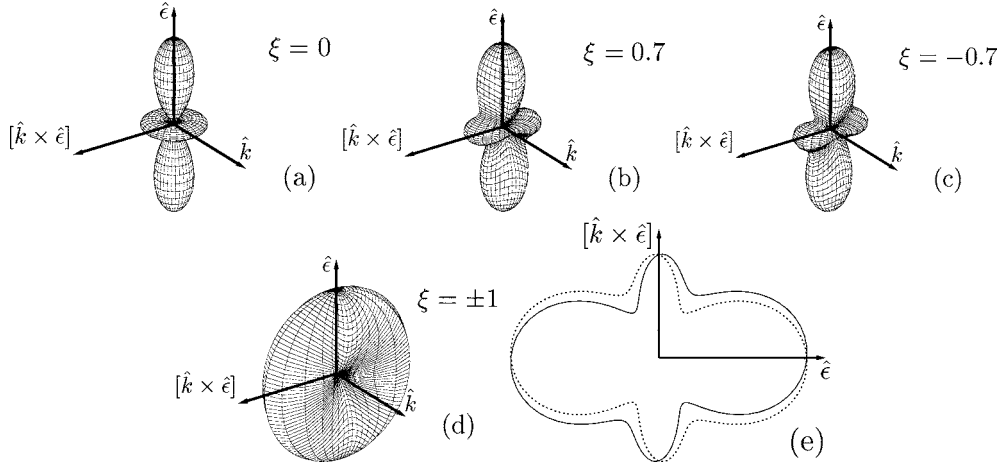 ε̂
ξ = 0
[k̂ × ε̂]
k̂
(a)
ε̂
ξ = 0.7
[k̂ × ε̂]
k̂
(b)
ε̂
ξ = −0.7
[k̂ × ε̂]
k̂
(c)
ε̂
ξ = ±1
[k̂ × ε̂]
k̂
(d)
[k̂ × ε̂]
ε̂
(e)